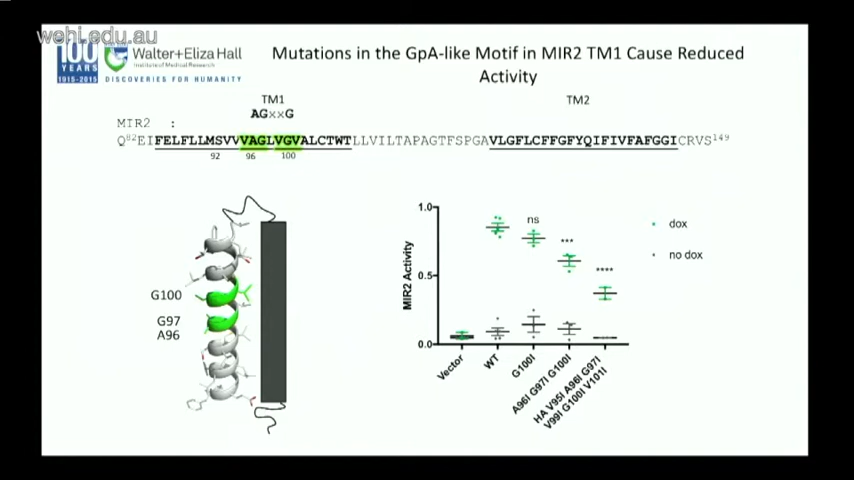 wehi.edu.au
100
YEARS
1915-2015
Walter+Eliza Hall
Institute of Medical Research
DISCOVERIES FOR HUMANITY
Mutations in the GpA-like Motif in MIR2 TM1 Cause Reduced
Activity
TM1
AGxxG
TM2
MIR2 :
Q82EIFELFLLMSVVVAGLVGVALCTWTLLVILTAPAGTFSPGAVLGFLCFFGFYQIFIVFAFGGICRVS149
92 96 100
G100
G97
A96
MIR2 Activity
1.0
0.5
0.0
ns
***
****
dox
no dox
Vector
WT
G100I
A96I G97I G100I
HA V95I A96I G97I
V99I G100I V101I